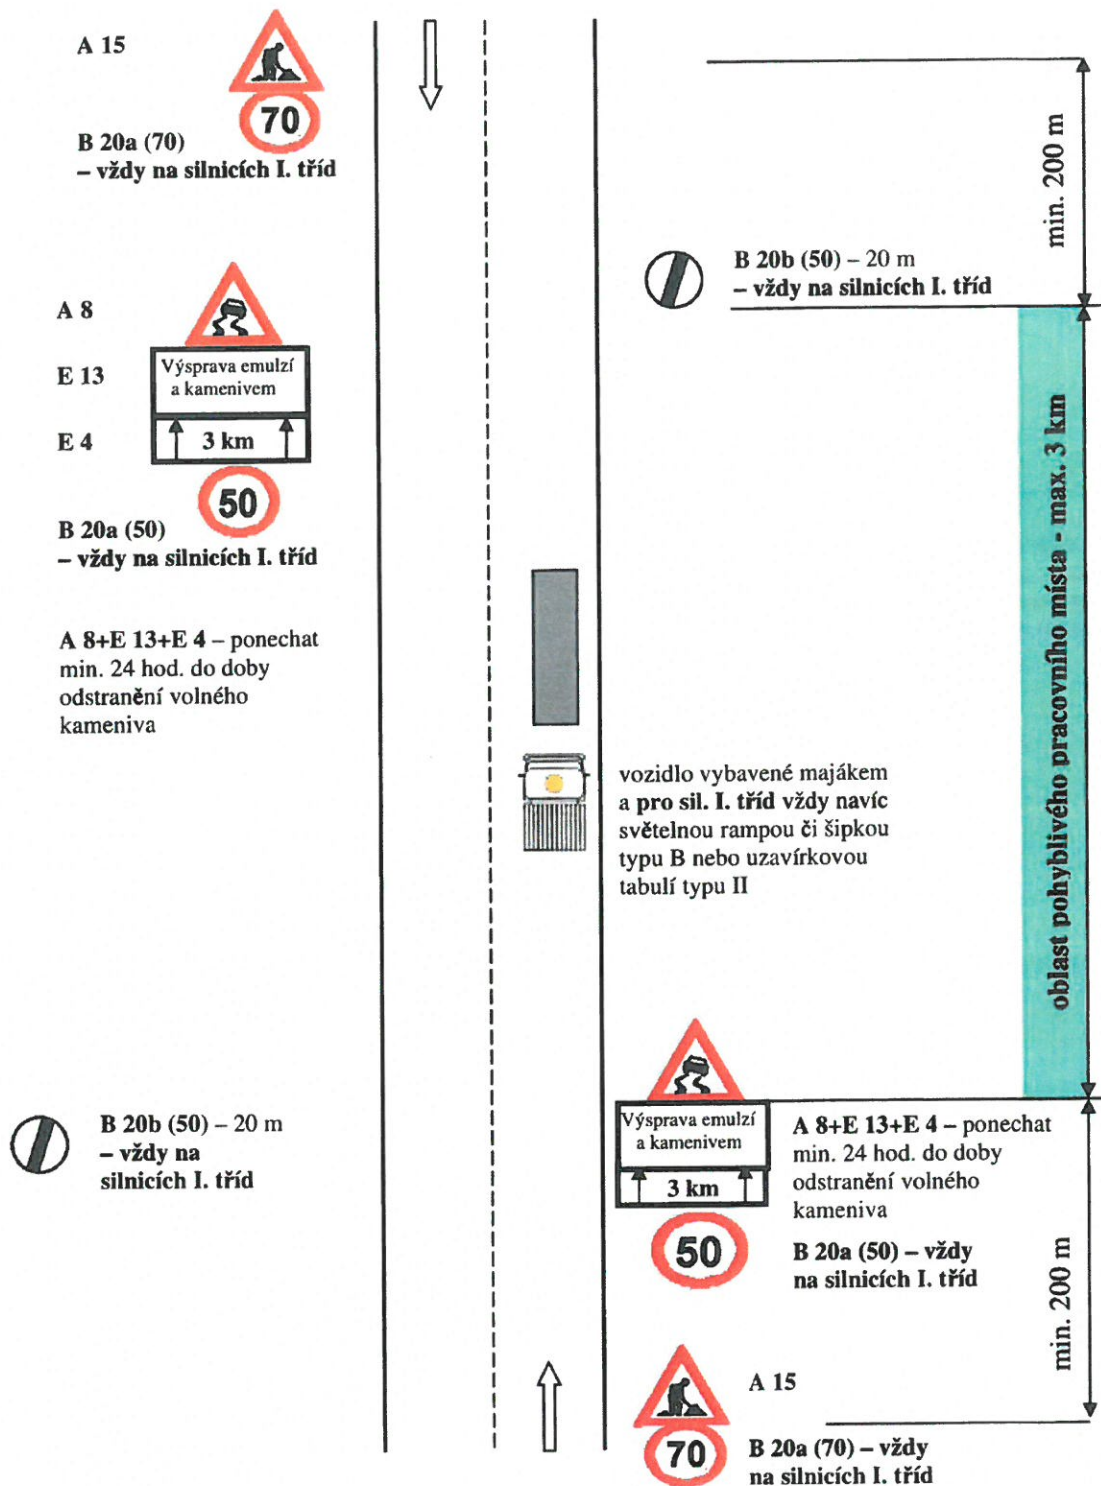 A 15
70
B 20a (70)
– vždy na silnicích I. tříd
min. 200 m
B 20b (50) – 20 m
– vždy na silnicích I. tříd
A 8
E 13
Výsprava emulzí
a kamenivem
E 4
3 km
50
B 20a (50)
– vždy na silnicích I. tříd
oblast pohyblivého pracovního místa - max. 3 km
A 8+E 13+E 4 – ponechat
min. 24 hod. do doby
odstranění volného
kameniva
vozidlo vybavené majákem
a pro sil. I. tříd vždy navíc
světelnou rampou či šipkou
typu B nebo uzavírkovou
tabulí typu II
B 20b (50) – 20 m
– vždy na
silnicích I. tříd
Výsprava emulzí
a kamenivem
3 km
50
A 8+E 13+E 4 – ponechat
min. 24 hod. do doby
odstranění volného
kameniva
B 20a (50) – vždy
na silnicích I. tříd
min. 200 m
A 15
70
B 20a (70) – vždy
na silnicích I. tříd